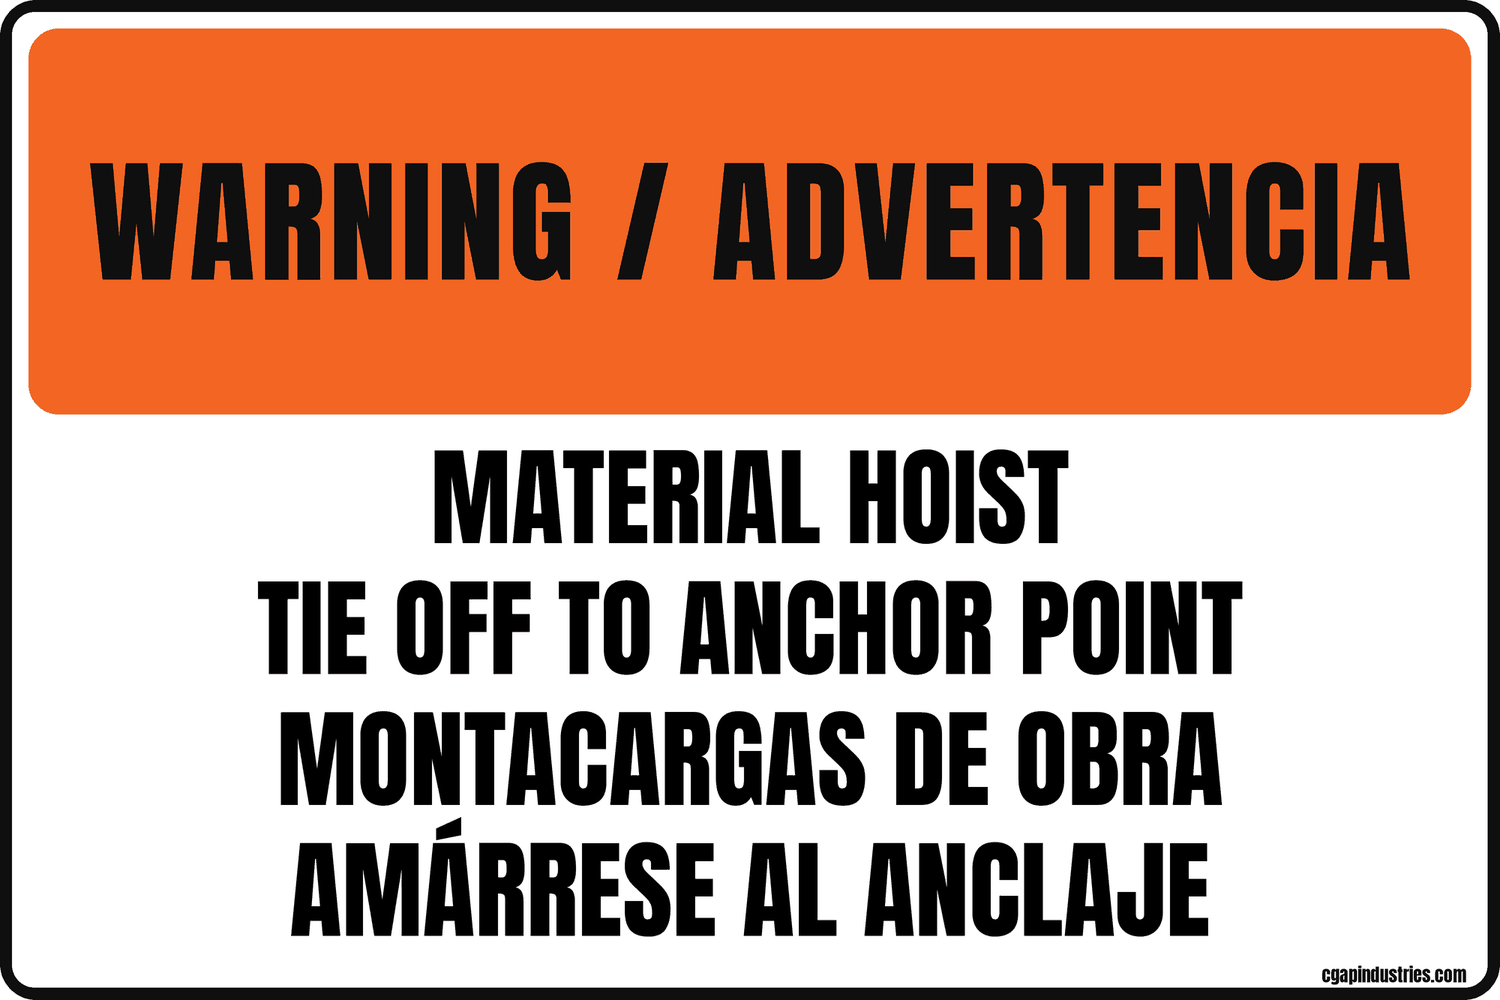 WARNING / ADVERTENCIA
MATERIAL HOIST
TIE OFF TO ANCHOR POINT
MONTACARGAS DE OBRA
AMÁRRESE AL ANCLAJE
cgapindustries.com